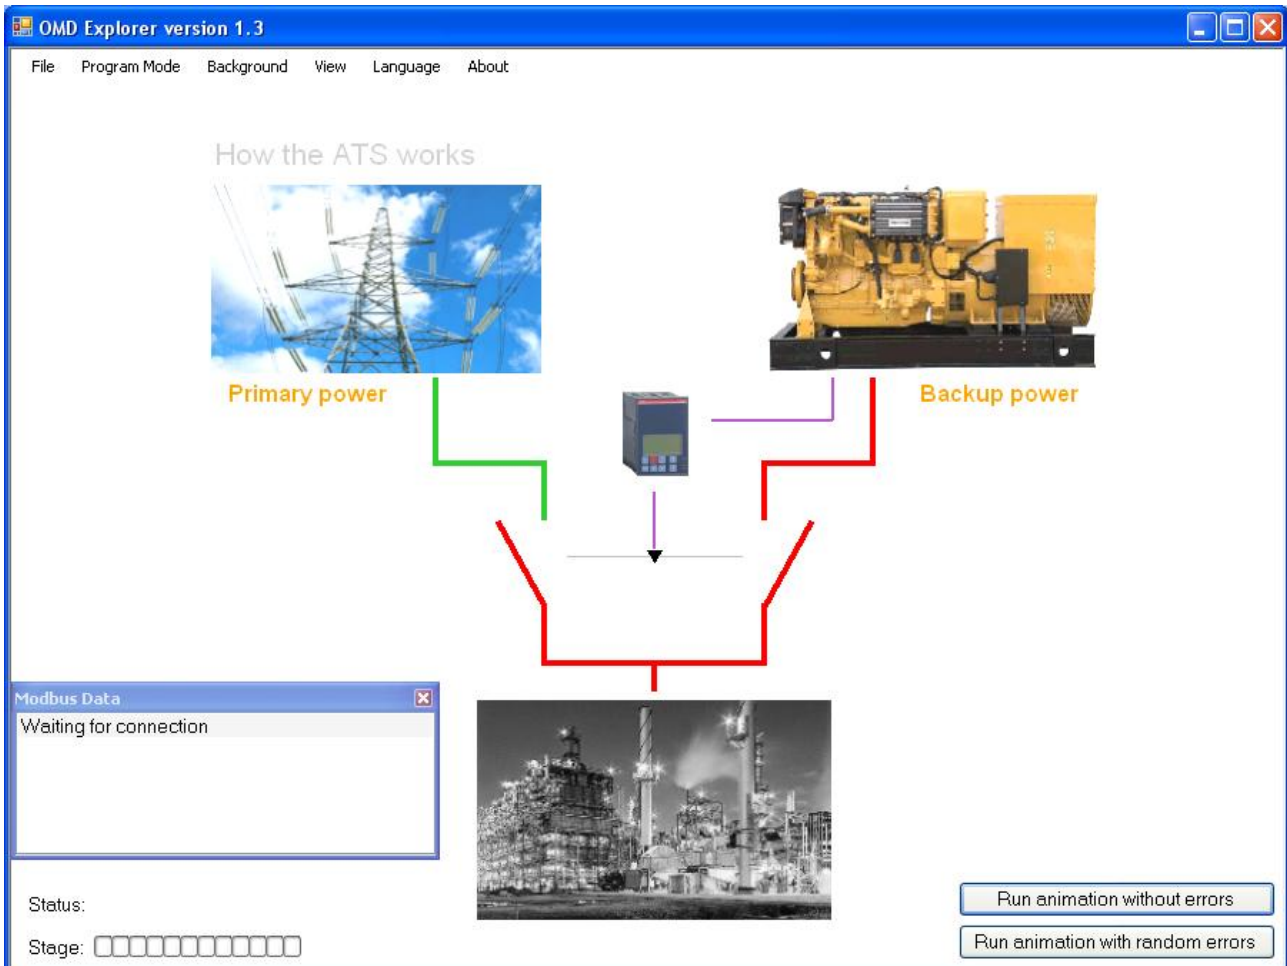 OMD Explorer version 1.3
File Program Mode Background View Language About
How the ATS works
Primary power
Backup power
Modbus Data
Waiting for connection
Status:
Stage:
Run animation without errors
Run animation with random errors